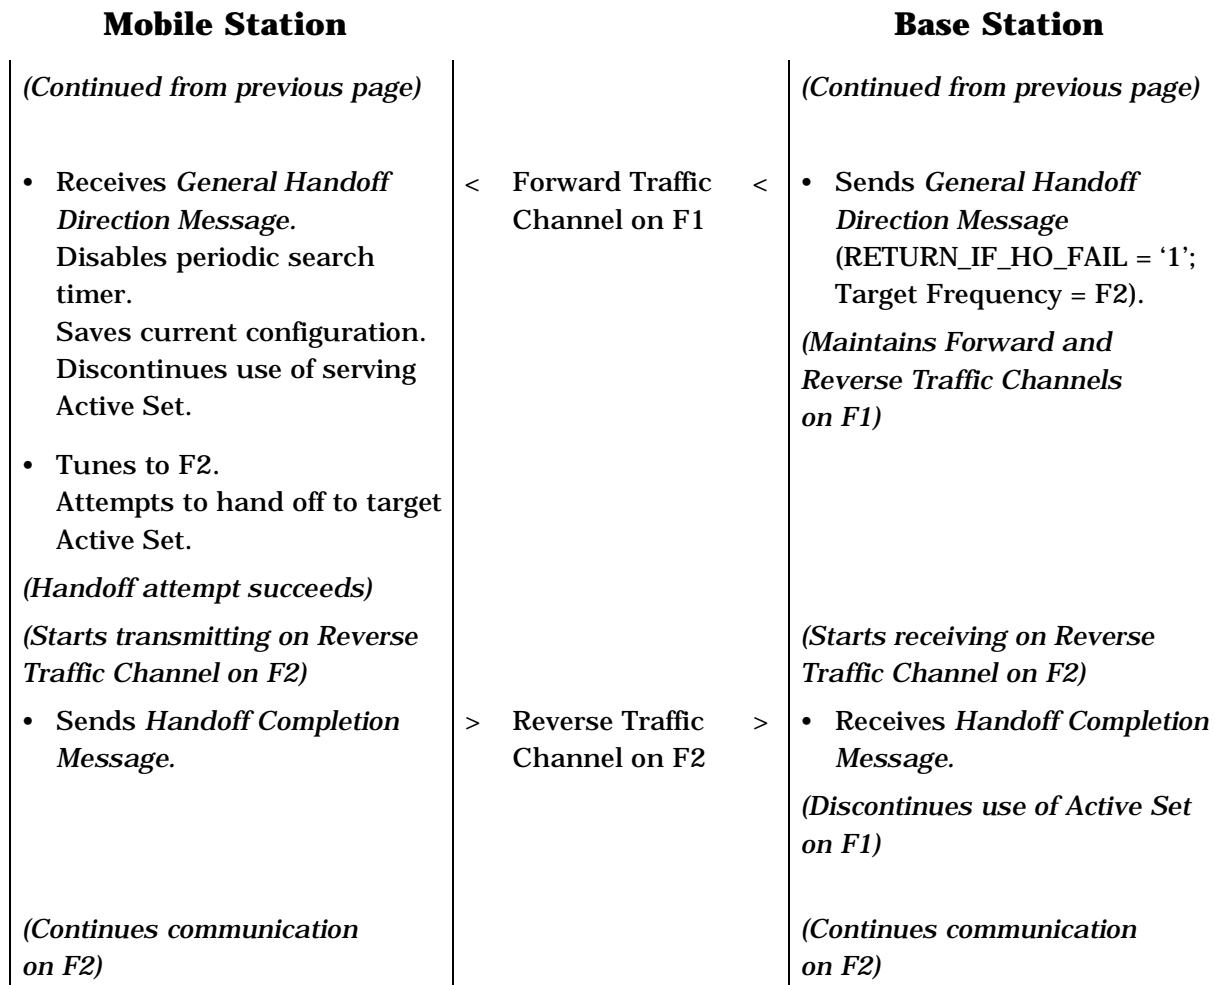 Mobile Station
Base Station
(Continued from previous page)
(Continued from previous page)
• Receives General Handoff
Direction Message.
Disables periodic search
timer.
Saves current configuration.
Discontinues use of serving
Active Set.
< Forward Traffic <
Channel on F1
• Sends General Handoff
Direction Message
(RETURN_IF_HO_FAIL = ‘1’;
Target Frequency = F2).
(Maintains Forward and
Reverse Traffic Channels
on F1)
• Tunes to F2.
Attempts to hand off to target
Active Set.
(Handoff attempt succeeds)
(Starts transmitting on Reverse
Traffic Channel on F2)
(Starts receiving on Reverse
Traffic Channel on F2)
• Sends Handoff Completion
Message.
> Reverse Traffic >
Channel on F2
• Receives Handoff Completion
Message.
(Discontinues use of Active Set
on F1)
(Continues communication
on F2)
(Continues communication
on F2)